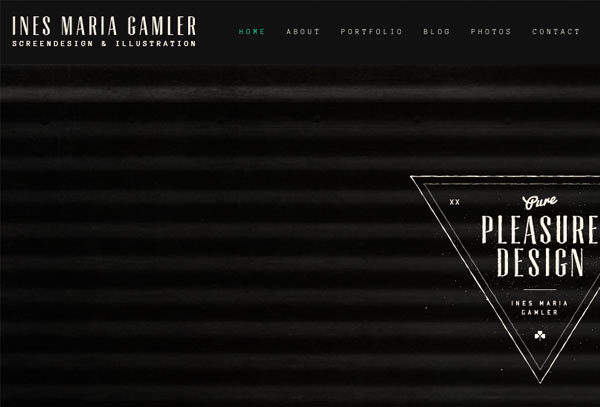 INES MARIA GAMLER
SCREENDESIGN & ILLUSTRATION
HOME ABOUT PORTFOLIO BLOG PHOTOS CONTACT
XX
Pure
PLEASURE
DESIGN
INES MARIA
GAMLER